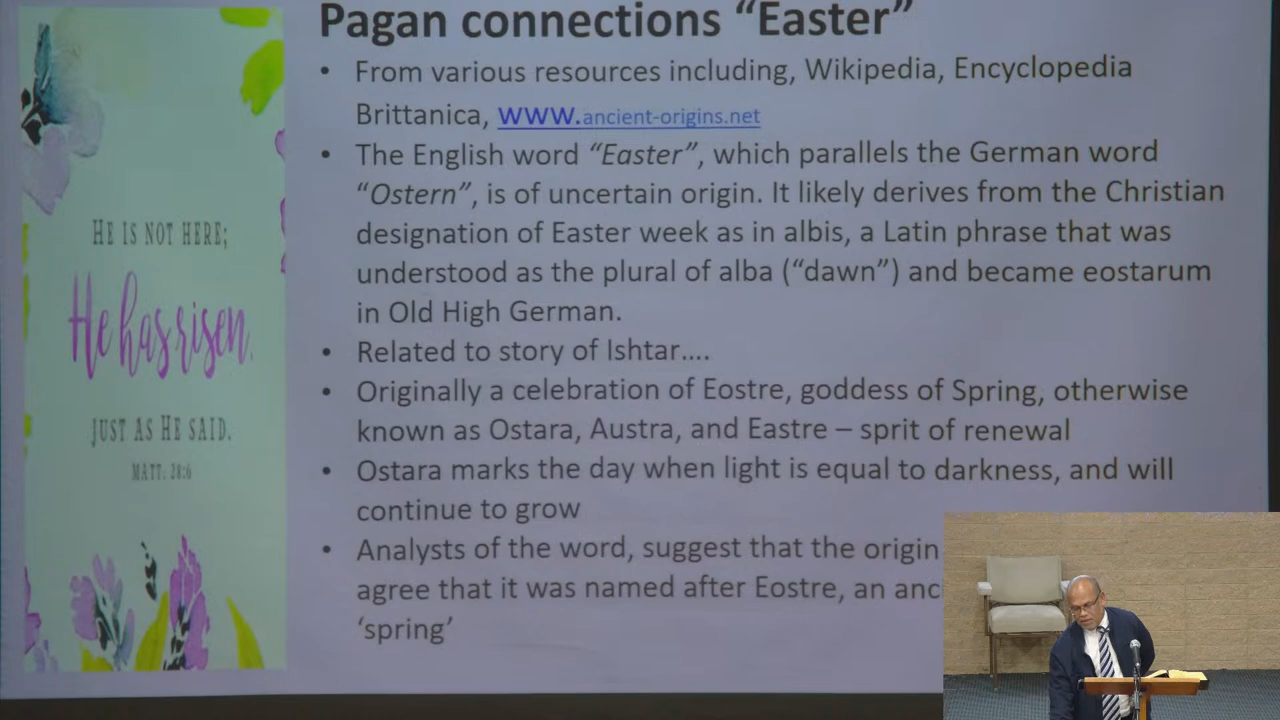 Pagan connections “Easter”
• From various resources including, Wikipedia, Encyclopedia
Brittanica, WWW.ancient-origins.net
• The English word “Easter”, which parallels the German word
“Ostern”, is of uncertain origin. It likely derives from the Christian
designation of Easter week as in albis, a Latin phrase that was
understood as the plural of alba (“dawn”) and became eostarum
in Old High German.
• Related to story of Ishtar….
• Originally a celebration of Eostre, goddess of Spring, otherwise
known as Ostara, Austra, and Eastre – sprit of renewal
• Ostara marks the day when light is equal to darkness, and will
continue to grow
• Analysts of the word, suggest that the origin
agree that it was named after Eostre, an anc
‘spring’
HE IS NOT HERE;
He has risen.
JUST AS HE SAID.
MATT: 28:6